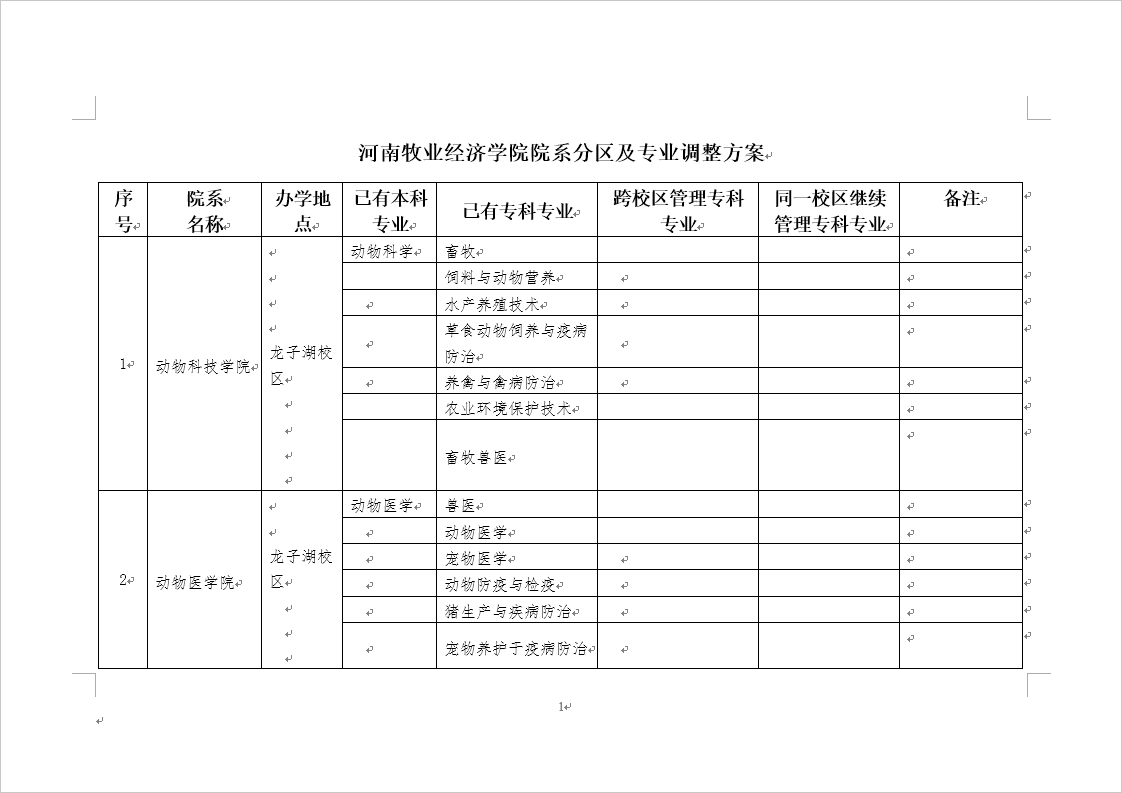 河南牧业经济学院院系分区及专业调整方案
序号
院系名称
办学地点
已有本科专业
已有专科专业
跨校区管理专科专业
同一校区继续管理专科专业
备注
1
动物科技学院
龙子湖校区
动物科学
畜牧
饲料与动物营养
水产养殖技术
草食动物饲养与疫病防治
养禽与禽病防治
农业环境保护技术
畜牧兽医
2
动物医学院
龙子湖校区
动物医学
兽医
动物医学
宠物医学
动物防疫与检疫
猪生产与疾病防治
宠物养护于疫病防治
1